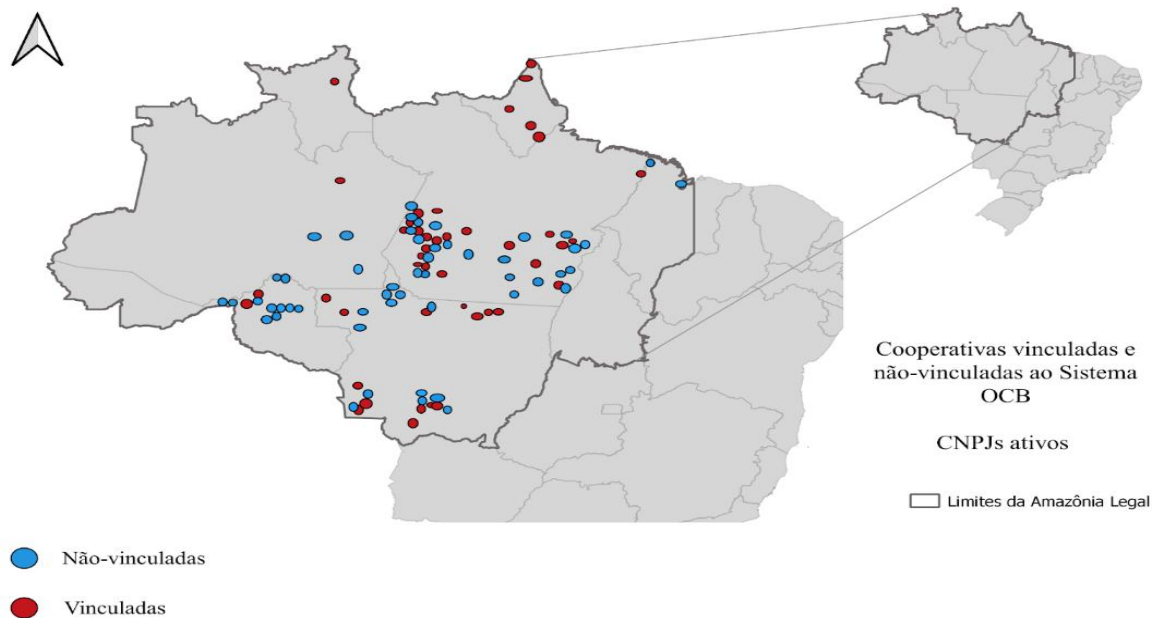 Cooperativas vinculadas e
não-vinculadas ao Sistema
OCB
CNPJs ativos
Limites da Amazônia Legal
Não-vinculadas
Vinculadas